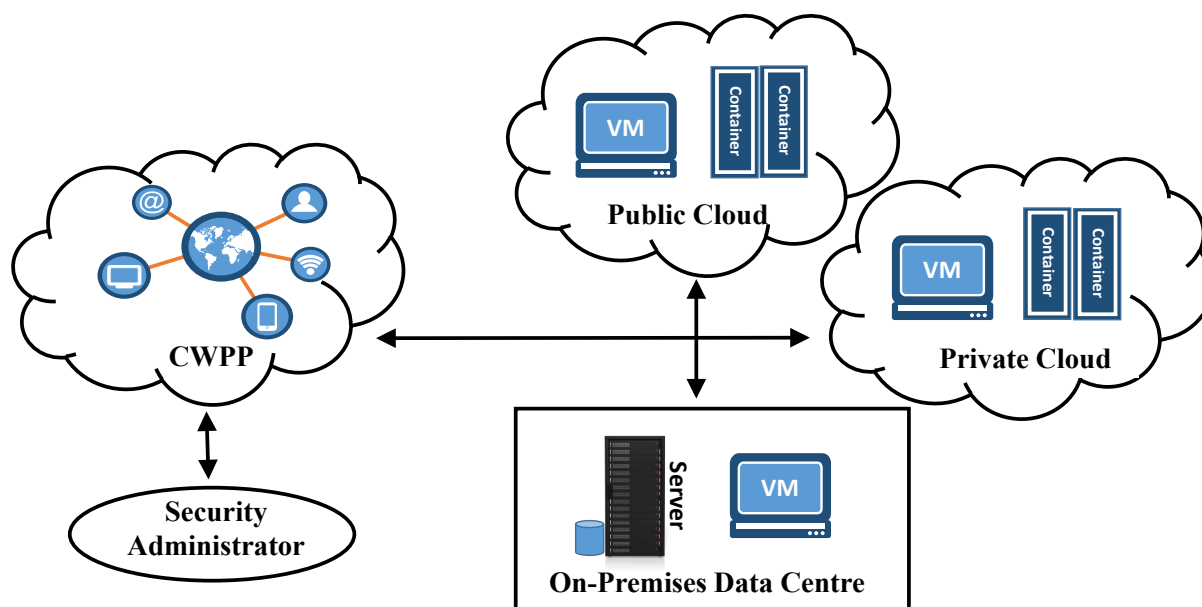 VM
Container
Container
Public Cloud
VM
Container
Container
Private Cloud
@
CWPP
Security
Administrator
Server
VM
On-Premises Data Centre